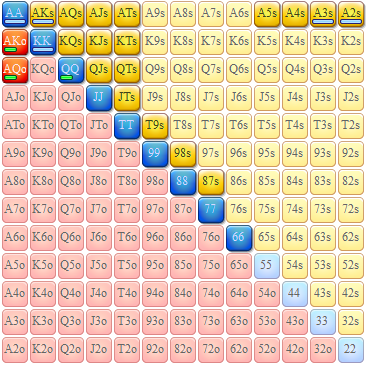 AA AKs AQs AJs ATs A9s A8s A7s A6s A5s A4s A3s A2s
AKo KK KQs KJs KTs K9s K8s K7s K6s K5s K4s K3s K2s
AQo KQo QQ QJs QTs Q9s Q8s Q7s Q6s Q5s Q4s Q3s Q2s
AJo KJo QJo JJ JTs J9s J8s J7s J6s J5s J4s J3s J2s
ATo KTo QTo JTo TT T9s T8s T7s T6s T5s T4s T3s T2s
A9o K9o Q9o J9o T9o 99 98s 97s 96s 95s 94s 93s 92s
A8o K8o Q8o J8o T8o 98o 88 87s 86s 85s 84s 83s 82s
A7o K7o Q7o J7o T7o 97o 87o 77 76s 75s 74s 73s 72s
A6o K6o Q6o J6o T6o 96o 86o 76o 66 65s 64s 63s 62s
A5o K5o Q5o J5o T5o 95o 85o 75o 65o 55 54s 53s 52s
A4o K4o Q4o J4o T4o 94o 84o 74o 64o 54o 44 43s 42s
A3o K3o Q3o J3o T3o 93o 83o 73o 63o 53o 43o 33 32s
A2o K2o Q2o J2o T2o 92o 82o 72o 62o 52o 42o 32o 22